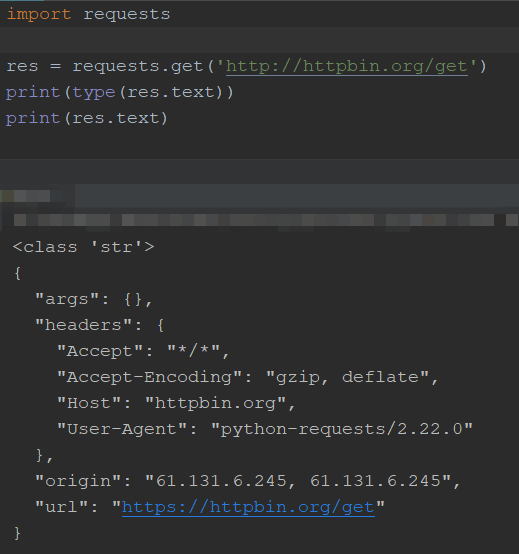 import requests
res = requests.get('http://httpbin.org/get')
print(type(res.text))
print(res.text)
<class 'str'>
{
  "args": {},
  "headers": {
    "Accept": "*/*",
    "Accept-Encoding": "gzip, deflate",
    "Host": "httpbin.org",
    "User-Agent": "python-requests/2.22.0"
  },
  "origin": "61.131.6.245, 61.131.6.245",
  "url": "https://httpbin.org/get"
}